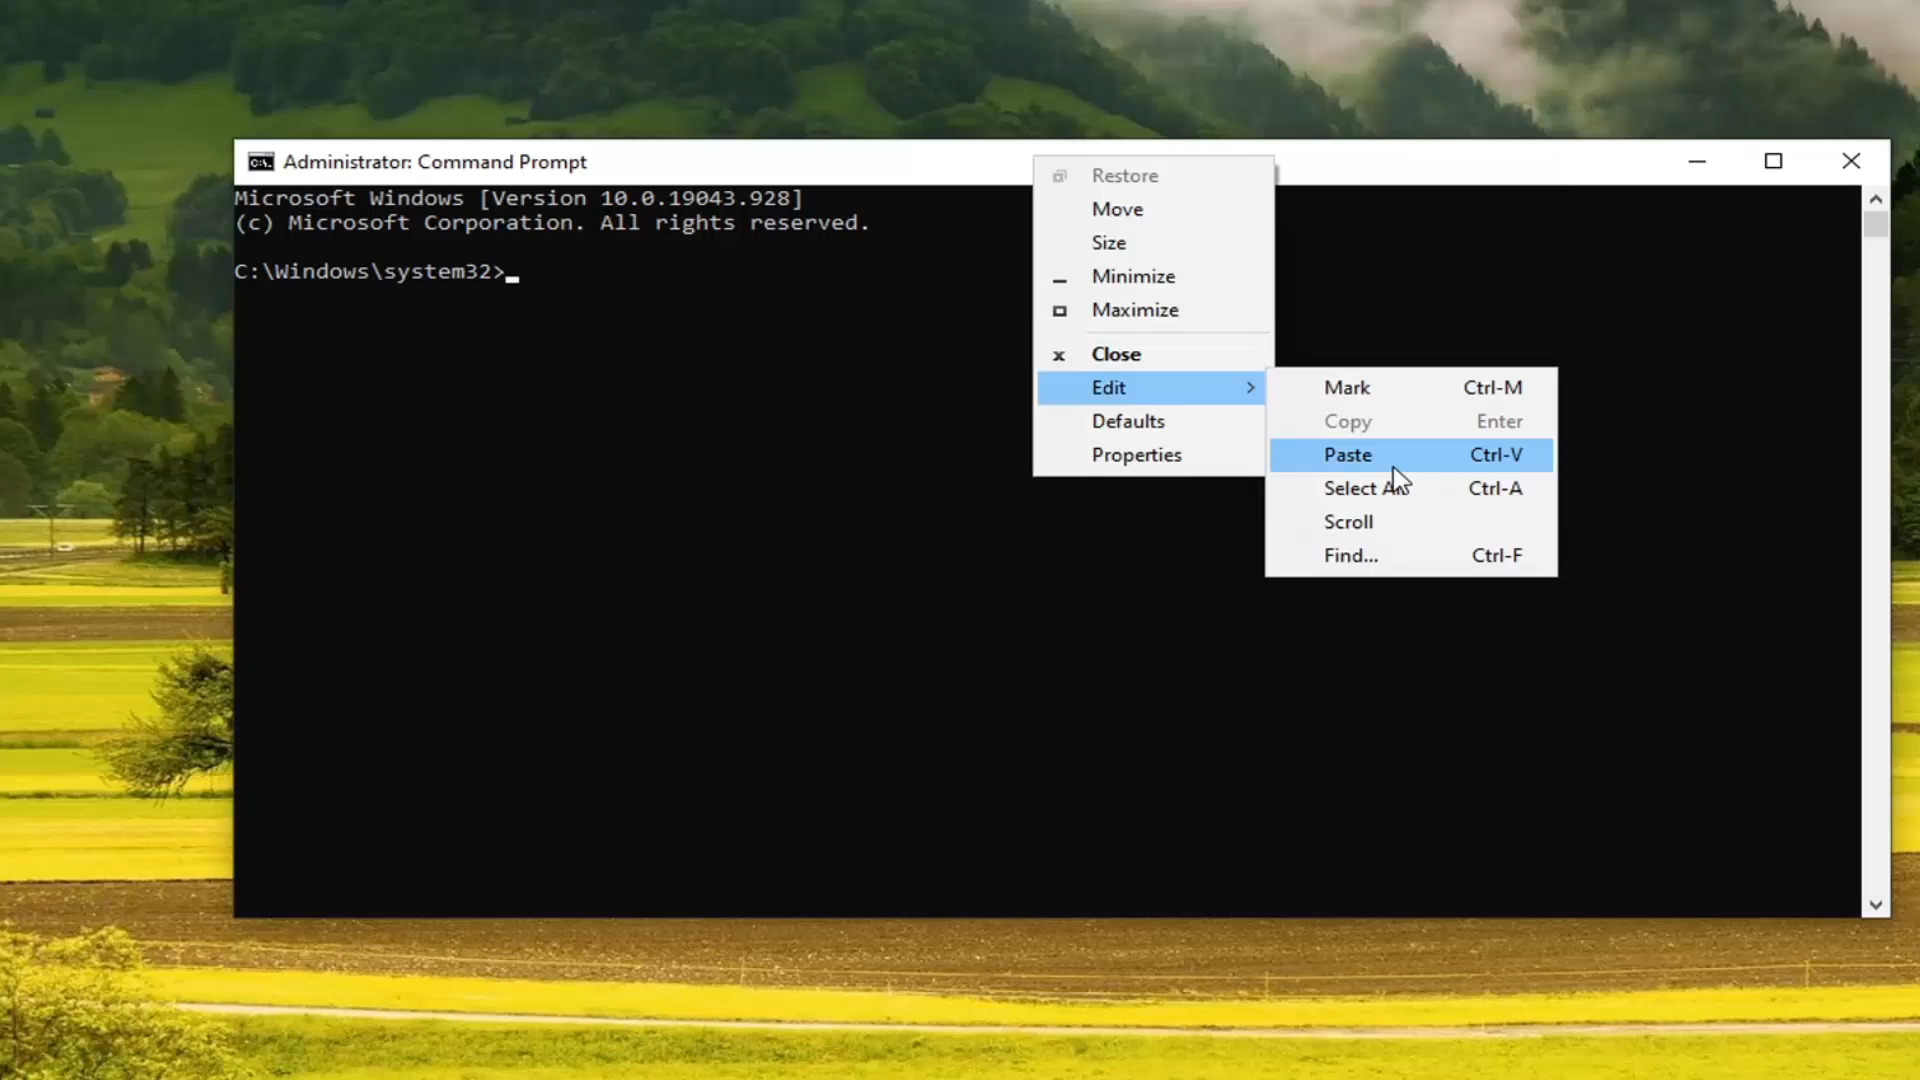 Administrator: Command Prompt
Microsoft Windows [Version 10.0.19043.928]
(c) Microsoft Corporation. All rights reserved.
C:\Windows\system32>
Restore
Move
Size
Minimize
Maximize
Close
Edit
Defaults
Properties
Mark Ctrl-M
Copy Enter
Paste Ctrl-V
Select All Ctrl-A
Scroll
Find... Ctrl-F